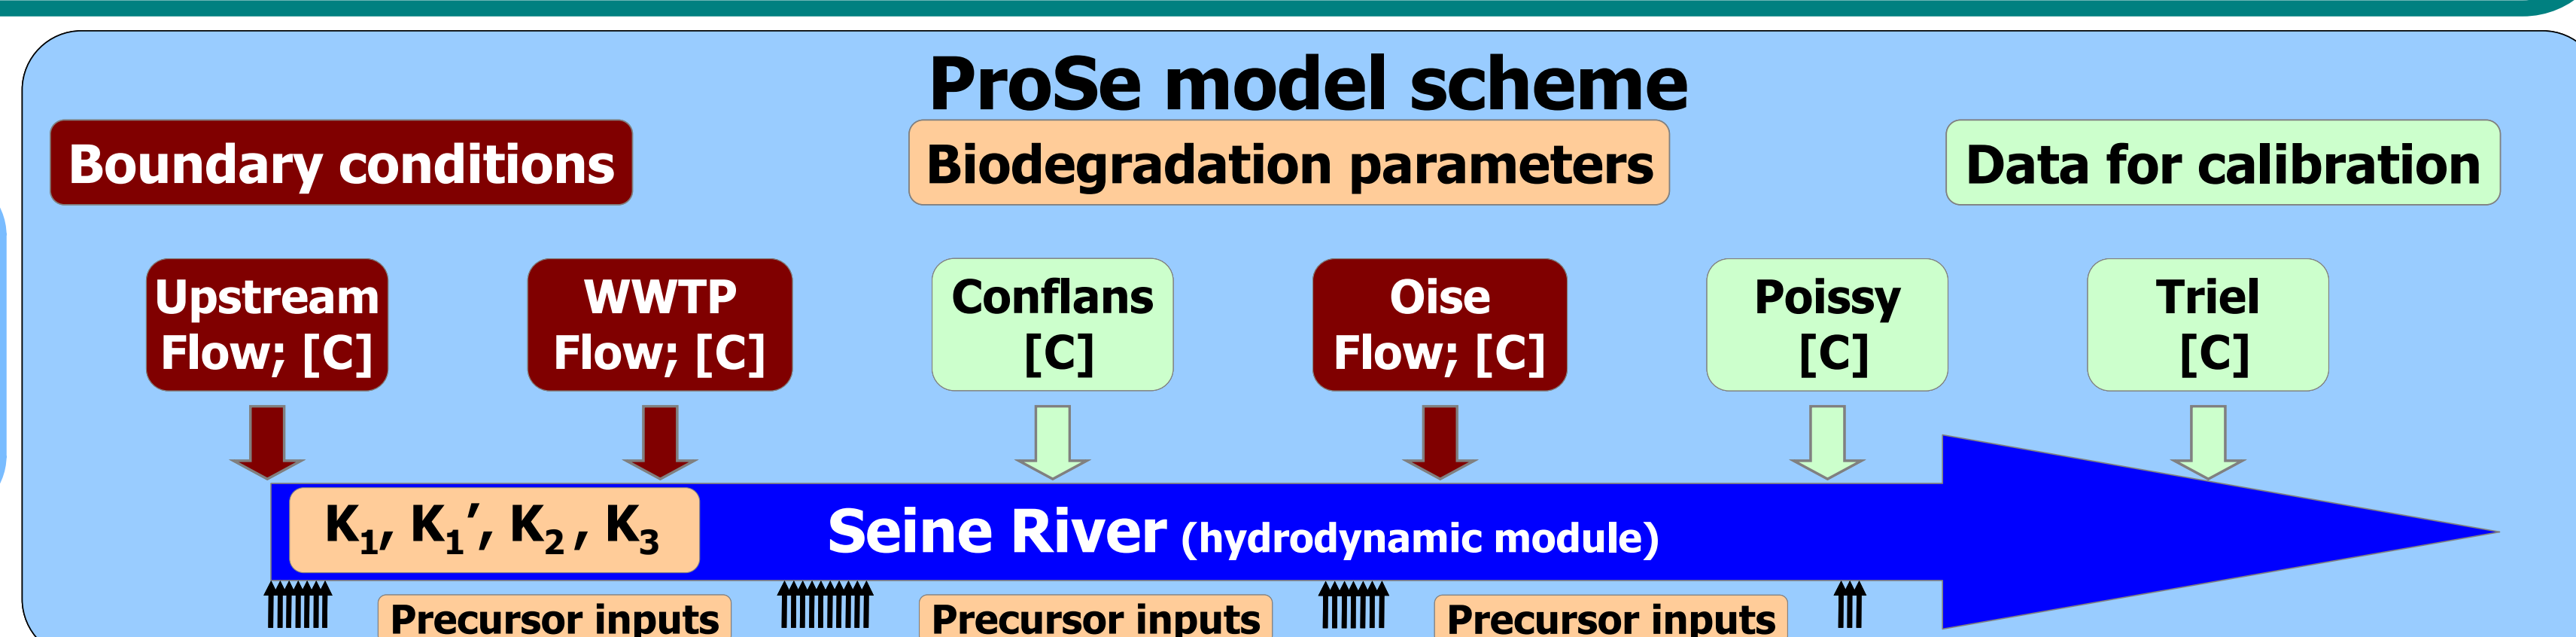 ProSe model scheme
Boundary conditions
Biodegradation parameters
Data for calibration
Upstream
Flow; [C]
WWTP
Flow; [C]
Conflans
[C]
Oise
Flow; [C]
Poissy
[C]
Triel
[C]
K₁, K₁’, K₂ , K₃
Seine River (hydrodynamic module)
Precursor inputs
Precursor inputs
Precursor inputs